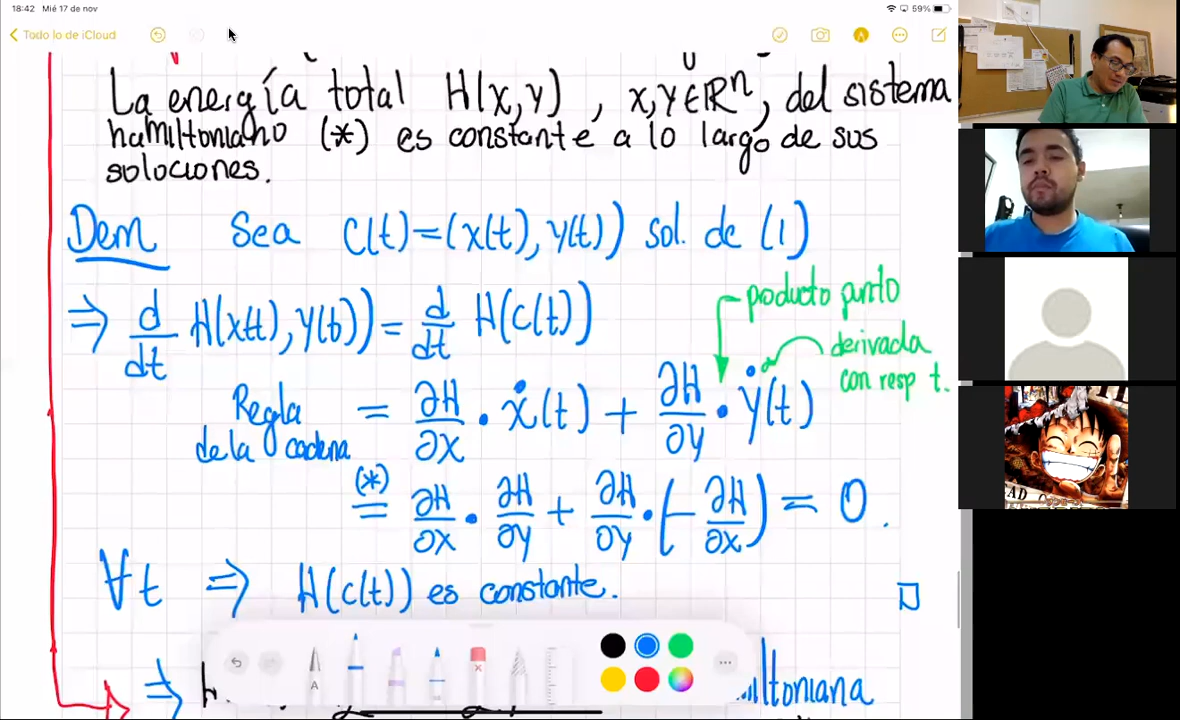 18:42 Mié 17 de nov
59%
Todo lo de iCloud
La energía total H(x,y), x,y∈ℝⁿ, del sistema
hamiltoniano (*) es constante a lo largo de sus
soluciones.
Dem Sea C(t)=(x(t), y(t)) sol. de (1)
⇒ d/dt H(x(t), y(t)) = d/dt H(c(t))
producto punto
derivada
con resp t.
Regla
de la cadena
= ∂H/∂x · ẋ(t) + ∂H/∂y · ẏ(t)
(*)
= ∂H/∂x · ∂H/∂y + ∂H/∂y · (-∂H/∂x) = 0.
∀t ⇒ H(c(t)) es constante. □
⇒
ltoniana
A
AD